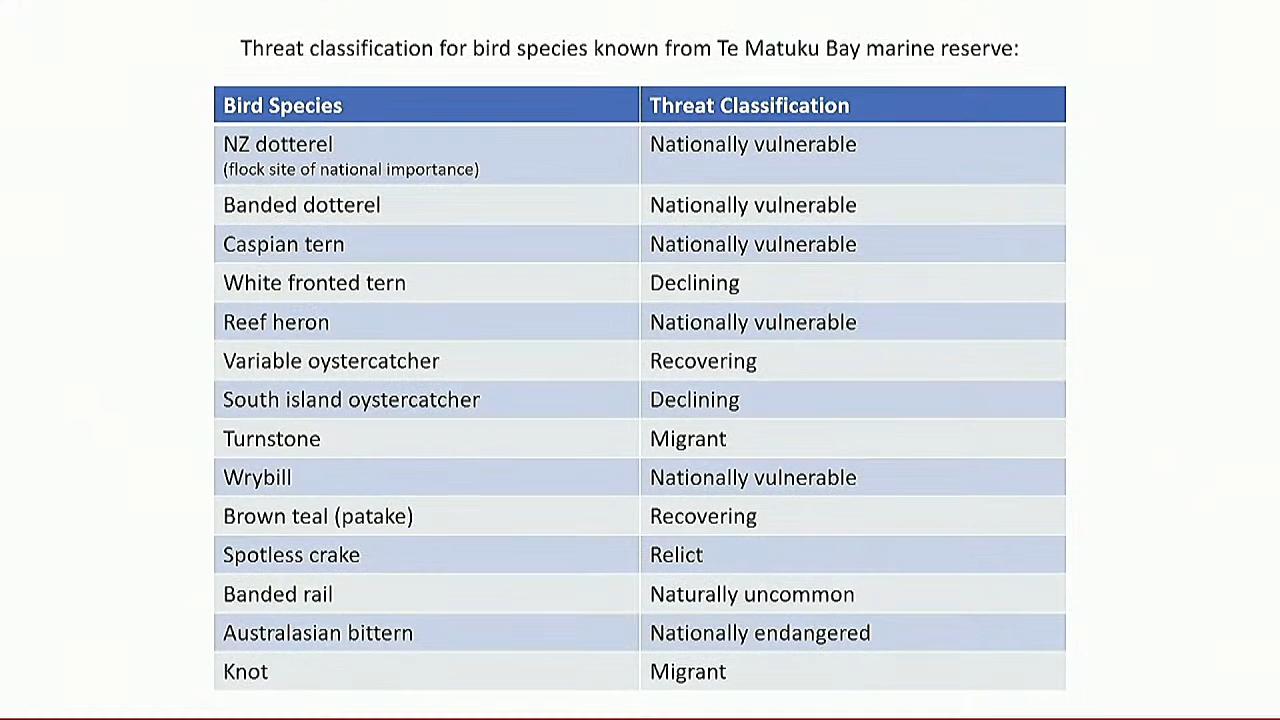 Threat classification for bird species known from Te Matuku Bay marine reserve:
Bird Species Threat Classification
NZ dotterel Nationally vulnerable
(flock site of national importance)
Banded dotterel Nationally vulnerable
Caspian tern Nationally vulnerable
White fronted tern Declining
Reef heron Nationally vulnerable
Variable oystercatcher Recovering
South island oystercatcher Declining
Turnstone Migrant
Wrybill Nationally vulnerable
Brown teal (patake) Recovering
Spotless crake Relict
Banded rail Naturally uncommon
Australasian bittern Nationally endangered
Knot Migrant